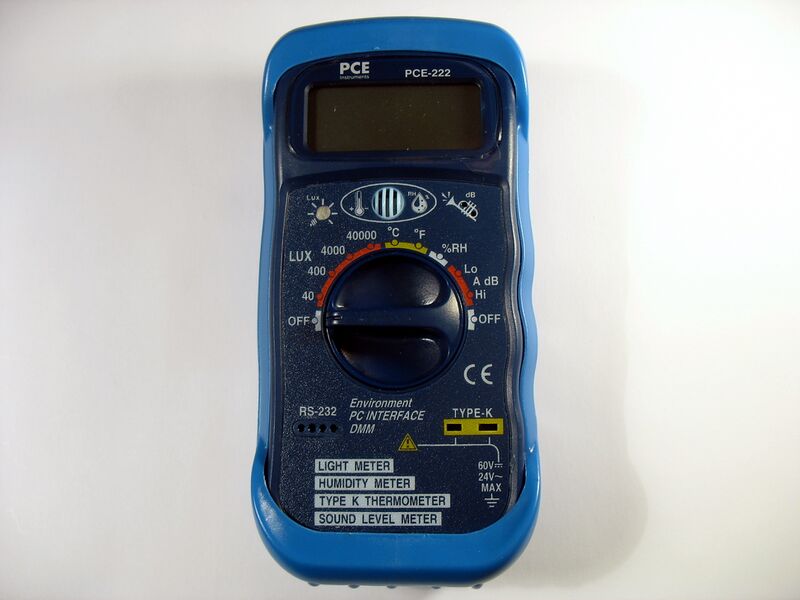 PCE
Instruments
PCE-222
Lux
RH %
dB
LUX
40
400
4000
40000
°C
°F
%RH
Lo
A dB
Hi
OFF
OFF
CE
RS-232
Environment
PC INTERFACE
DMM
TYPE-K
60V
24V~
MAX
LIGHT METER
HUMIDITY METER
TYPE K THERMOMETER
SOUND LEVEL METER